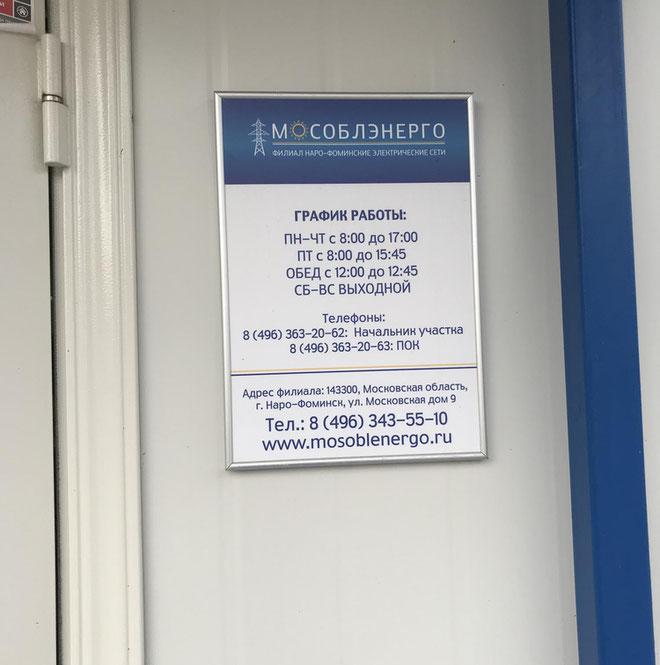 МОСОБЛЭНЕРГО
ФИЛИАЛ НАРО-ФОМИНСКИЕ ЭЛЕКТРИЧЕСКИЕ СЕТИ
ГРАФИК РАБОТЫ:
ПН-ЧТ с 8:00 до 17:00
ПТ с 8:00 до 15:45
ОБЕД с 12:00 до 12:45
СБ-ВС ВЫХОДНОЙ
Телефоны:
8 (496) 363-20-62: Начальник участка
8 (496) 363-20-63: ПОК
Адрес филиала: 143300, Московская область,
г. Наро-Фоминск, ул. Московская дом 9
Тел.: 8 (496) 343-55-10
www.mosoblenergo.ru